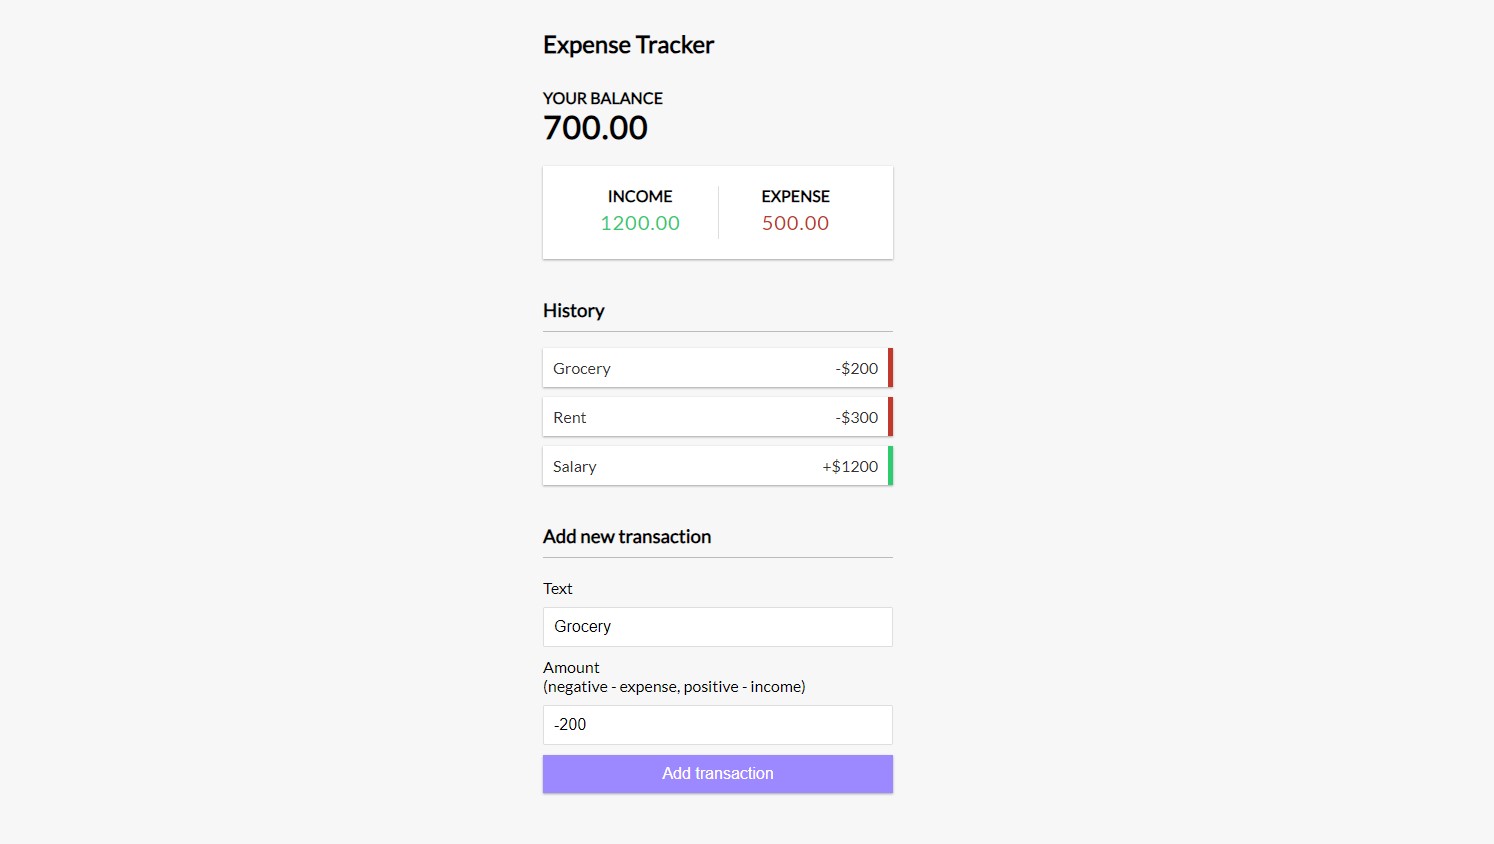 Expense Tracker
YOUR BALANCE
700.00
INCOME
1200.00
EXPENSE
500.00
History
Grocery -$200
Rent -$300
Salary +$1200
Add new transaction
Text
Grocery
Amount
(negative - expense, positive - income)
-200
Add transaction